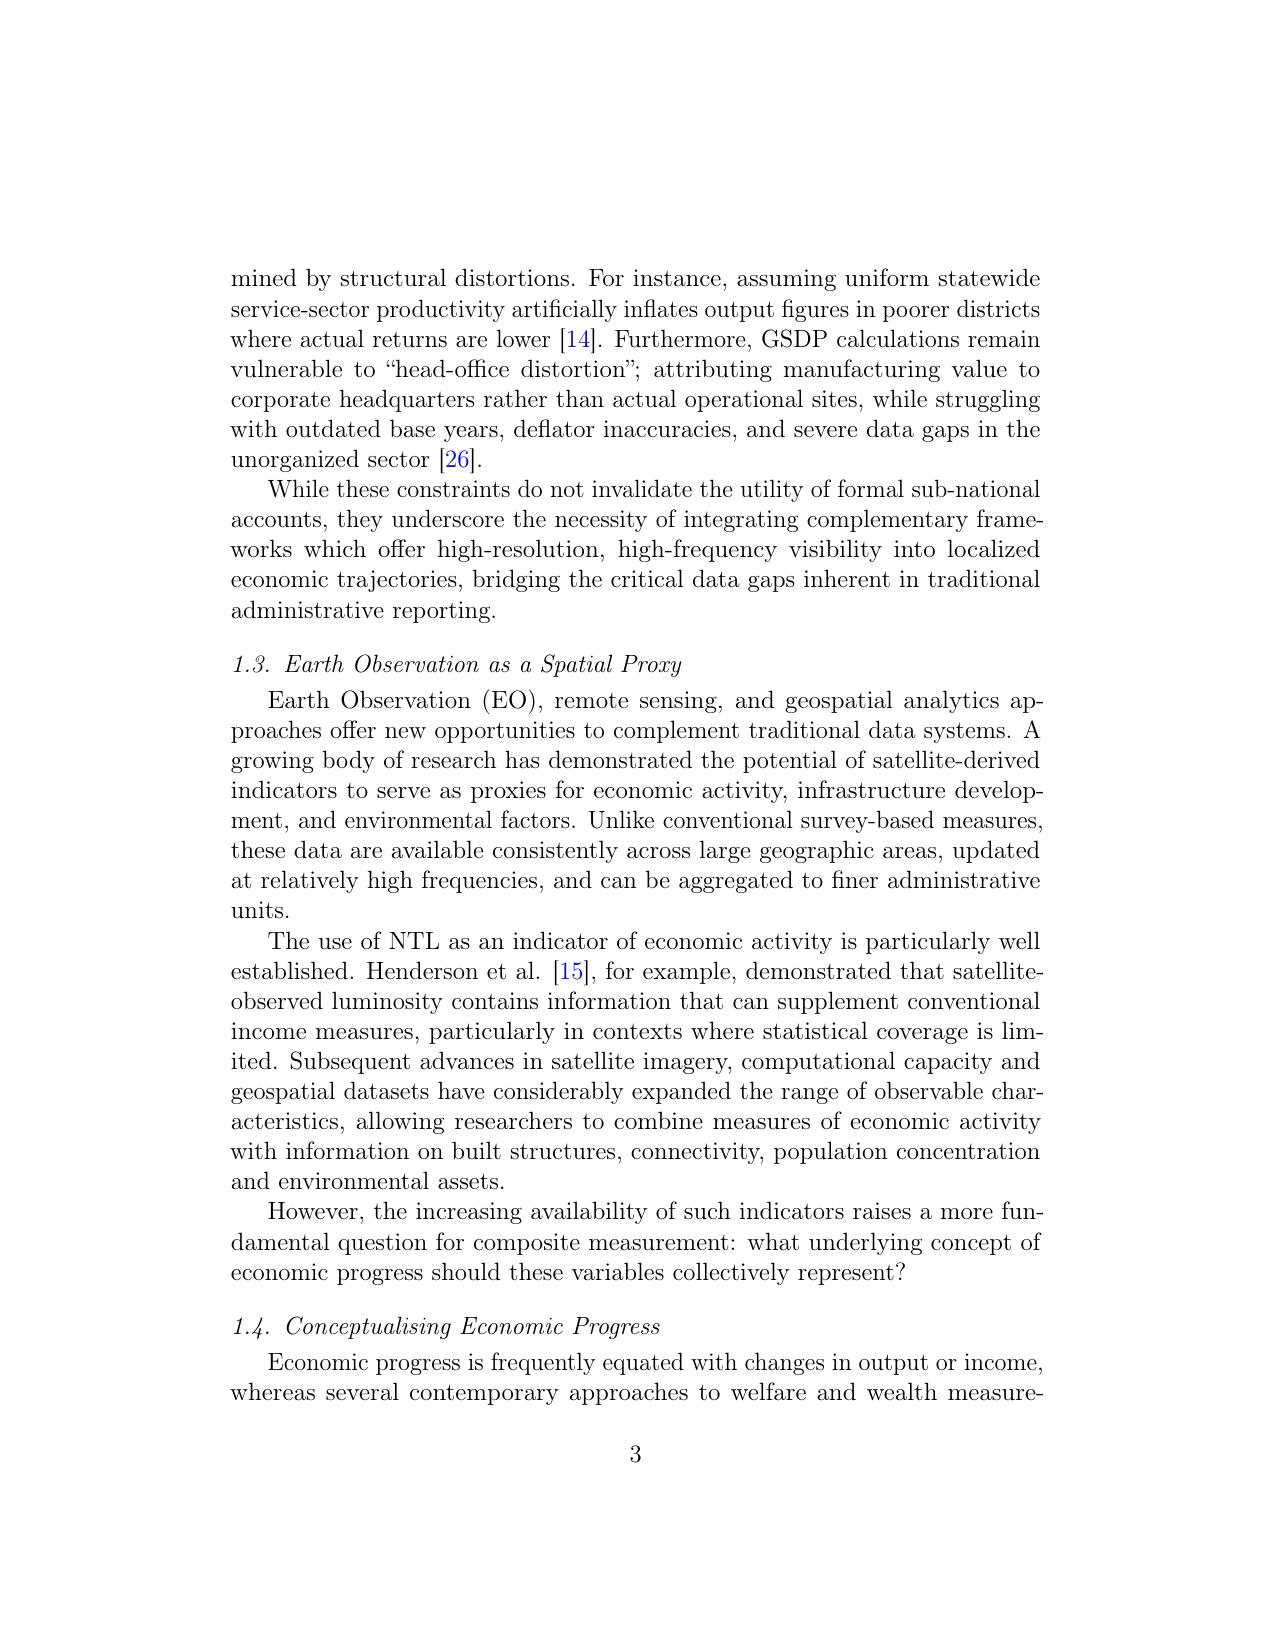 mined by structural distortions. For instance, assuming uniform statewide
service-sector productivity artificially inflates output figures in poorer districts
where actual returns are lower [14]. Furthermore, GSDP calculations remain
vulnerable to “head-office distortion”; attributing manufacturing value to
corporate headquarters rather than actual operational sites, while struggling
with outdated base years, deflator inaccuracies, and severe data gaps in the
unorganized sector [26].
While these constraints do not invalidate the utility of formal sub-national
accounts, they underscore the necessity of integrating complementary frame-
works which offer high-resolution, high-frequency visibility into localized
economic trajectories, bridging the critical data gaps inherent in traditional
administrative reporting.
1.3. Earth Observation as a Spatial Proxy
Earth Observation (EO), remote sensing, and geospatial analytics ap-
proaches offer new opportunities to complement traditional data systems. A
growing body of research has demonstrated the potential of satellite-derived
indicators to serve as proxies for economic activity, infrastructure develop-
ment, and environmental factors. Unlike conventional survey-based measures,
these data are available consistently across large geographic areas, updated
at relatively high frequencies, and can be aggregated to finer administrative
units.
The use of NTL as an indicator of economic activity is particularly well
established. Henderson et al. [15], for example, demonstrated that satellite-
observed luminosity contains information that can supplement conventional
income measures, particularly in contexts where statistical coverage is lim-
ited. Subsequent advances in satellite imagery, computational capacity and
geospatial datasets have considerably expanded the range of observable char-
acteristics, allowing researchers to combine measures of economic activity
with information on built structures, connectivity, population concentration
and environmental assets.
However, the increasing availability of such indicators raises a more fun-
damental question for composite measurement: what underlying concept of
economic progress should these variables collectively represent?
1.4. Conceptualising Economic Progress
Economic progress is frequently equated with changes in output or income,
whereas several contemporary approaches to welfare and wealth measure-
3